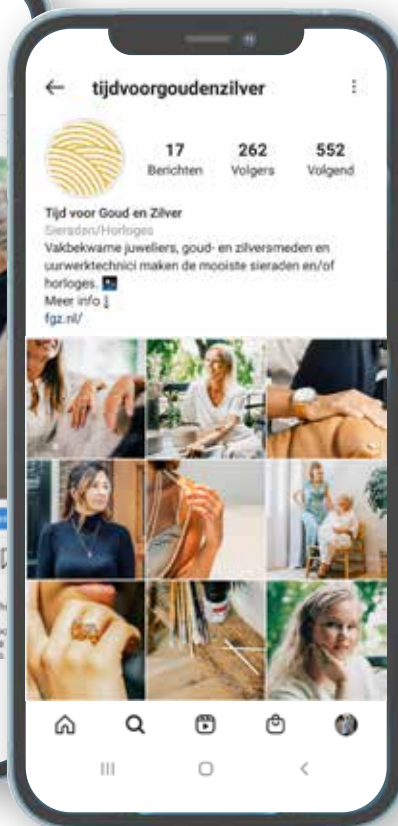 tijdvoorgoudenzilver
17
Berichten
262
Volgers
552
Volgend
Tijd voor Goud en Zilver
Sieraden/Horloges
Vakbekwame juweliers, goud- en zilversmeden en
uurwerktechnici maken de mooiste sieraden en/of
horloges.
Meer info
fgz.nl/